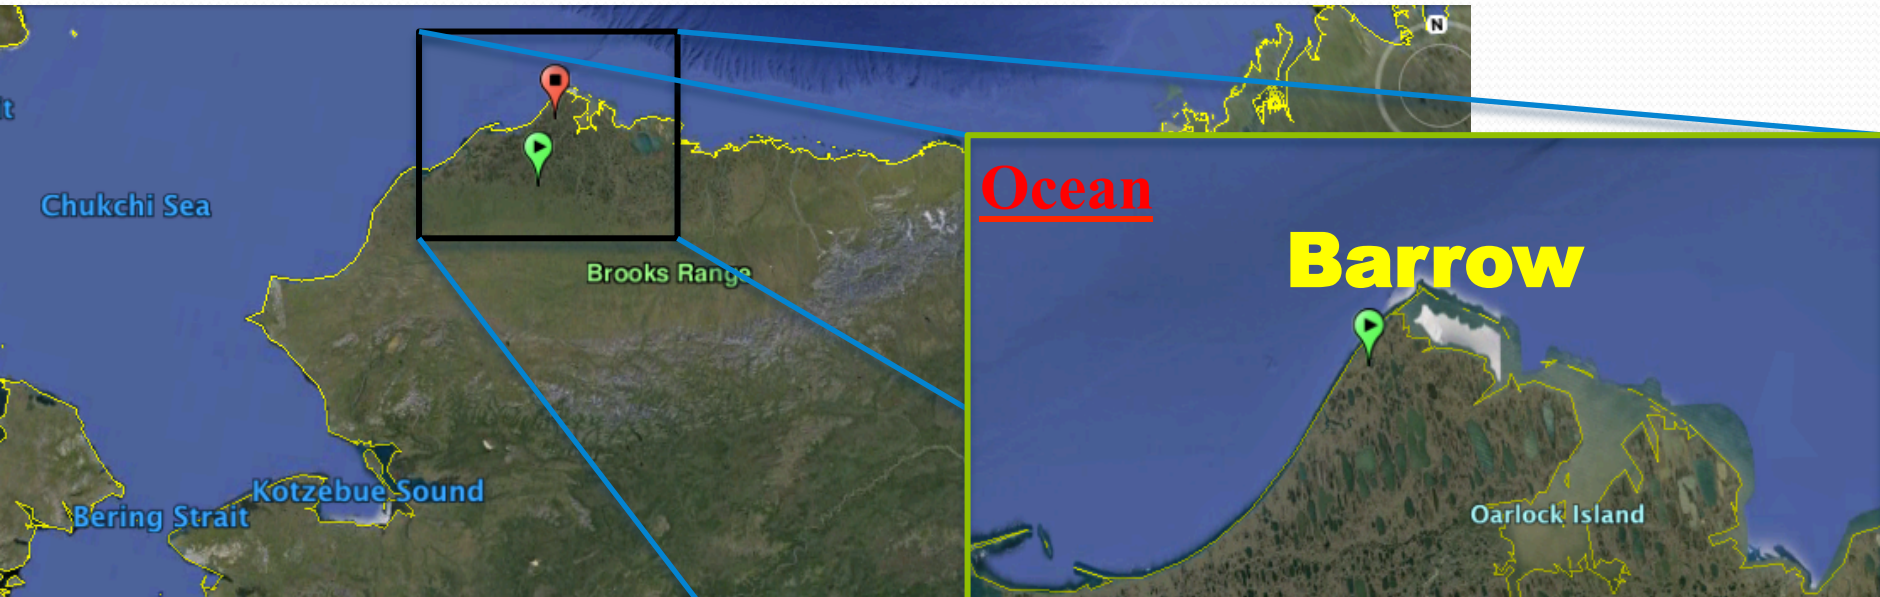 N
t
Chukchi Sea
Ocean
Barrow
Brooks Range
Kotzebue Sound
Bering Strait
Oarlock Island